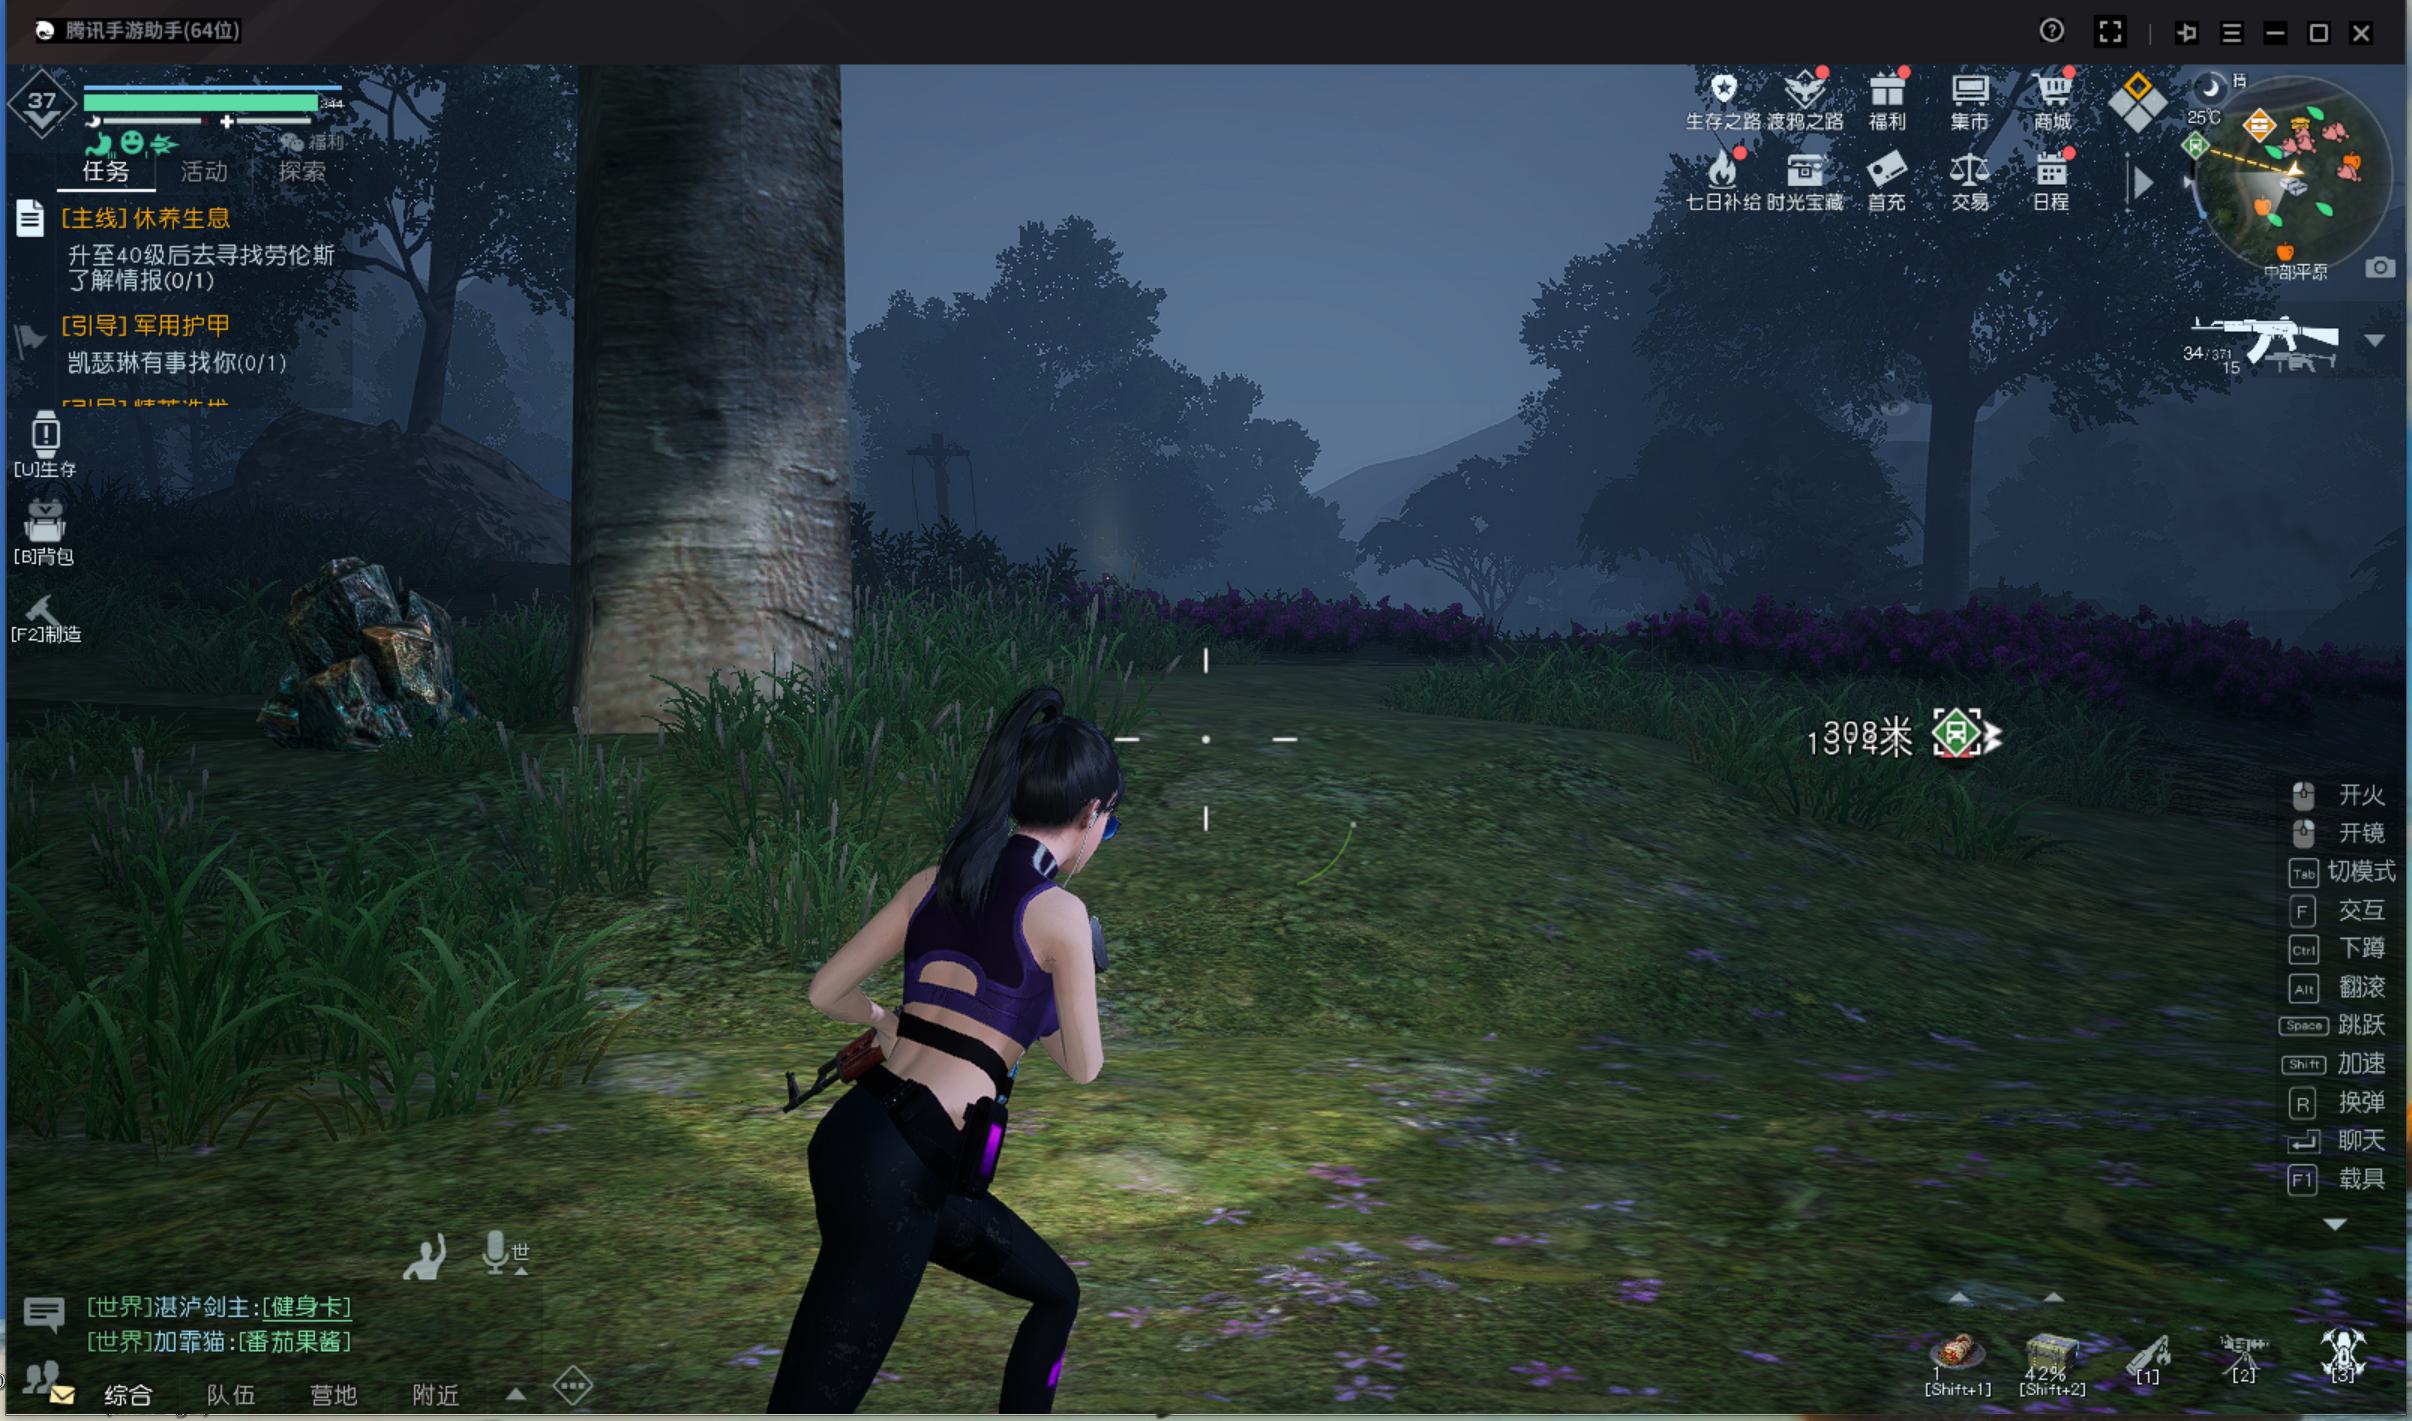 腾讯手游助手(64位)
37
344
福利
任务 活动 探索
[主线] 休养生息
升至40级后去寻找劳伦斯
了解情报(0/1)
[引导] 军用护甲
凯瑟琳有事找你(0/1)
[U]生存
[B]背包
[F2]制造
生存之路 渡鸦之路 福利 集市 商城
七日补给 时光宝藏 首充 交易 日程
25℃
中部平原
34/371
15
米
开火
开镜
Tab 切模式
F 交互
Ctrl 下蹲
Alt 翻滚
Space 跳跃
Shift 加速
R 换弹
聊天
F1 载具
世
[世界]湛泸剑主:[健身卡]
[世界]加霏猫:[番茄果酱]
综合 队伍 营地 附近
1
[Shift+1]
42%
[Shift+2]
[1]
[2]
[3]